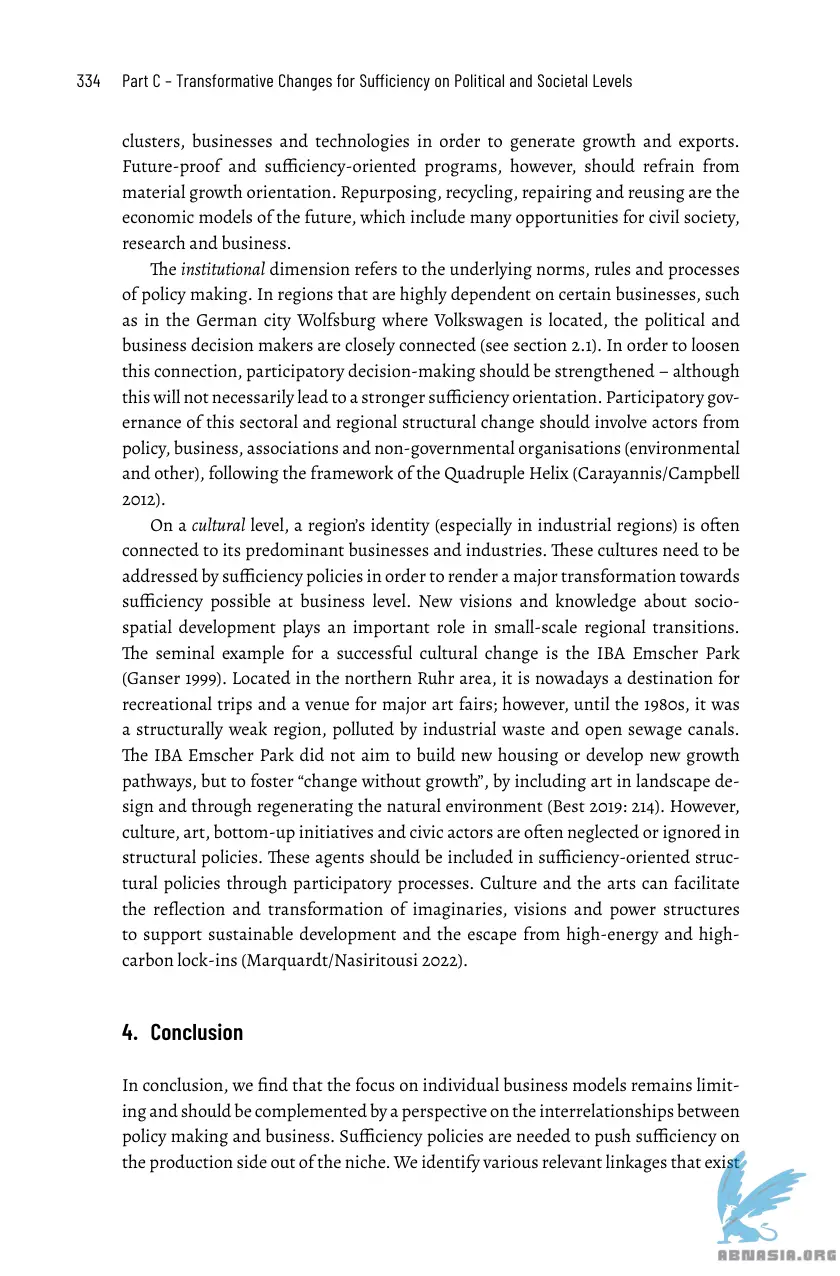 334 Part C – Transformative Changes for Sufficiency on Political and Societal Levels
clusters, businesses and technologies in order to generate growth and exports.
Future-proof and sufficiency-oriented programs, however, should refrain from
material growth orientation. Repurposing, recycling, repairing and reusing are the
economic models of the future, which include many opportunities for civil society,
research and business.
The institutional dimension refers to the underlying norms, rules and processes
of policy making. In regions that are highly dependent on certain businesses, such
as in the German city Wolfsburg where Volkswagen is located, the political and
business decision makers are closely connected (see section 2.1). In order to loosen
this connection, participatory decision-making should be strengthened – although
this will not necessarily lead to a stronger sufficiency orientation. Participatory gov-
ernance of this sectoral and regional structural change should involve actors from
policy, business, associations and non-governmental organisations (environmental
and other), following the framework of the Quadruple Helix (Carayannis/Campbell
2012).
On a cultural level, a region’s identity (especially in industrial regions) is often
connected to its predominant businesses and industries. These cultures need to be
addressed by sufficiency policies in order to render a major transformation towards
sufficiency possible at business level. New visions and knowledge about socio-
spatial development plays an important role in small-scale regional transitions.
The seminal example for a successful cultural change is the IBA Emscher Park
(Ganser 1999). Located in the northern Ruhr area, it is nowadays a destination for
recreational trips and a venue for major art fairs; however, until the 1980s, it was
a structurally weak region, polluted by industrial waste and open sewage canals.
The IBA Emscher Park did not aim to build new housing or develop new growth
pathways, but to foster “change without growth”, by including art in landscape de-
sign and through regenerating the natural environment (Best 2019: 214). However,
culture, art, bottom-up initiatives and civic actors are often neglected or ignored in
structural policies. These agents should be included in sufficiency-oriented struc-
tural policies through participatory processes. Culture and the arts can facilitate
the reflection and transformation of imaginaries, visions and power structures
to support sustainable development and the escape from high-energy and high-
carbon lock-ins (Marquardt/Nasiritousi 2022).
4. Conclusion
In conclusion, we find that the focus on individual business models remains limit-
ing and should be complemented by a perspective on the interrelationships between
policy making and business. Sufficiency policies are needed to push sufficiency on
the production side out of the niche. We identify various relevant linkages that exist
ABNASIA.ORG